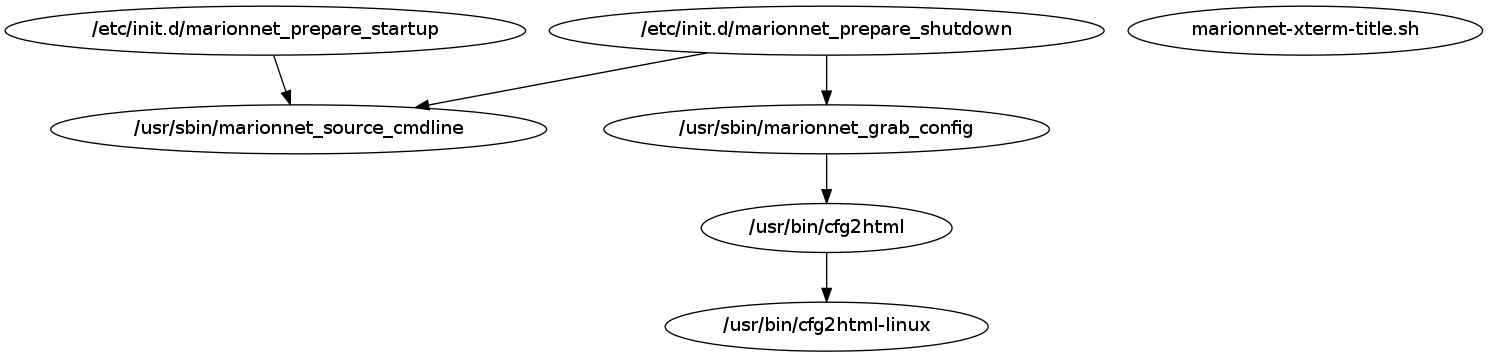 /etc/init.d/marionnet_prepare_startup
/etc/init.d/marionnet_prepare_shutdown
marionnet-xterm-title.sh
/usr/sbin/marionnet_source_cmdline
/usr/sbin/marionnet_grab_config
/usr/bin/cfg2html
/usr/bin/cfg2html-linux